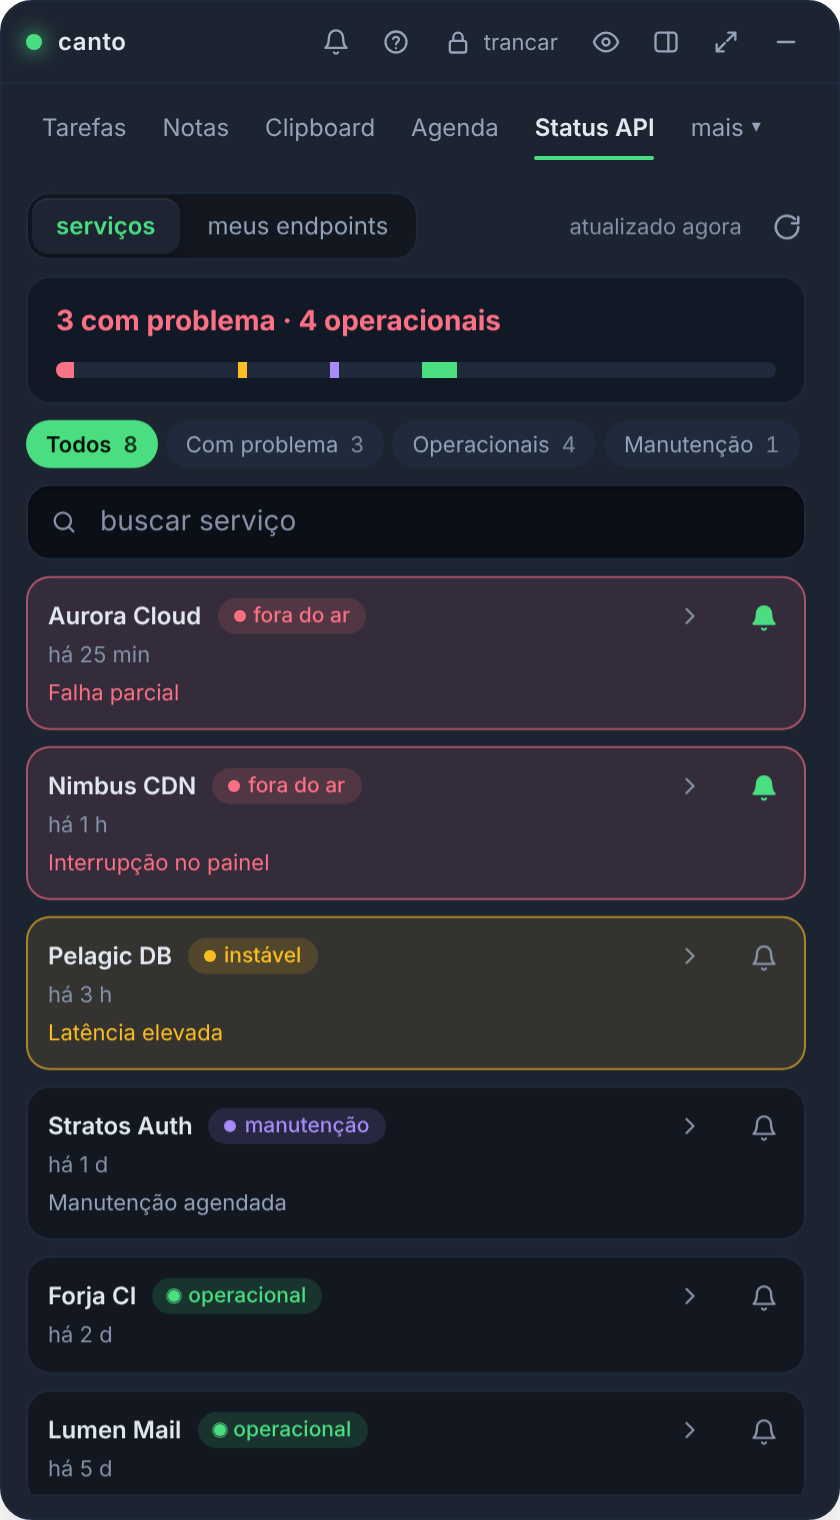 canto
trancar
Tarefas Notas Clipboard Agenda Status API mais ▾
serviços meus endpoints atualizado agora
3 com problema · 4 operacionais
Todos 8 Com problema 3 Operacionais 4 Manutenção 1
buscar serviço
Aurora Cloud fora do ar
há 25 min
Falha parcial
Nimbus CDN fora do ar
há 1 h
Interrupção no painel
Pelagic DB instável
há 3 h
Latência elevada
Stratos Auth manutenção
há 1 d
Manutenção agendada
Forja CI operacional
há 2 d
Lumen Mail operacional
há 5 d